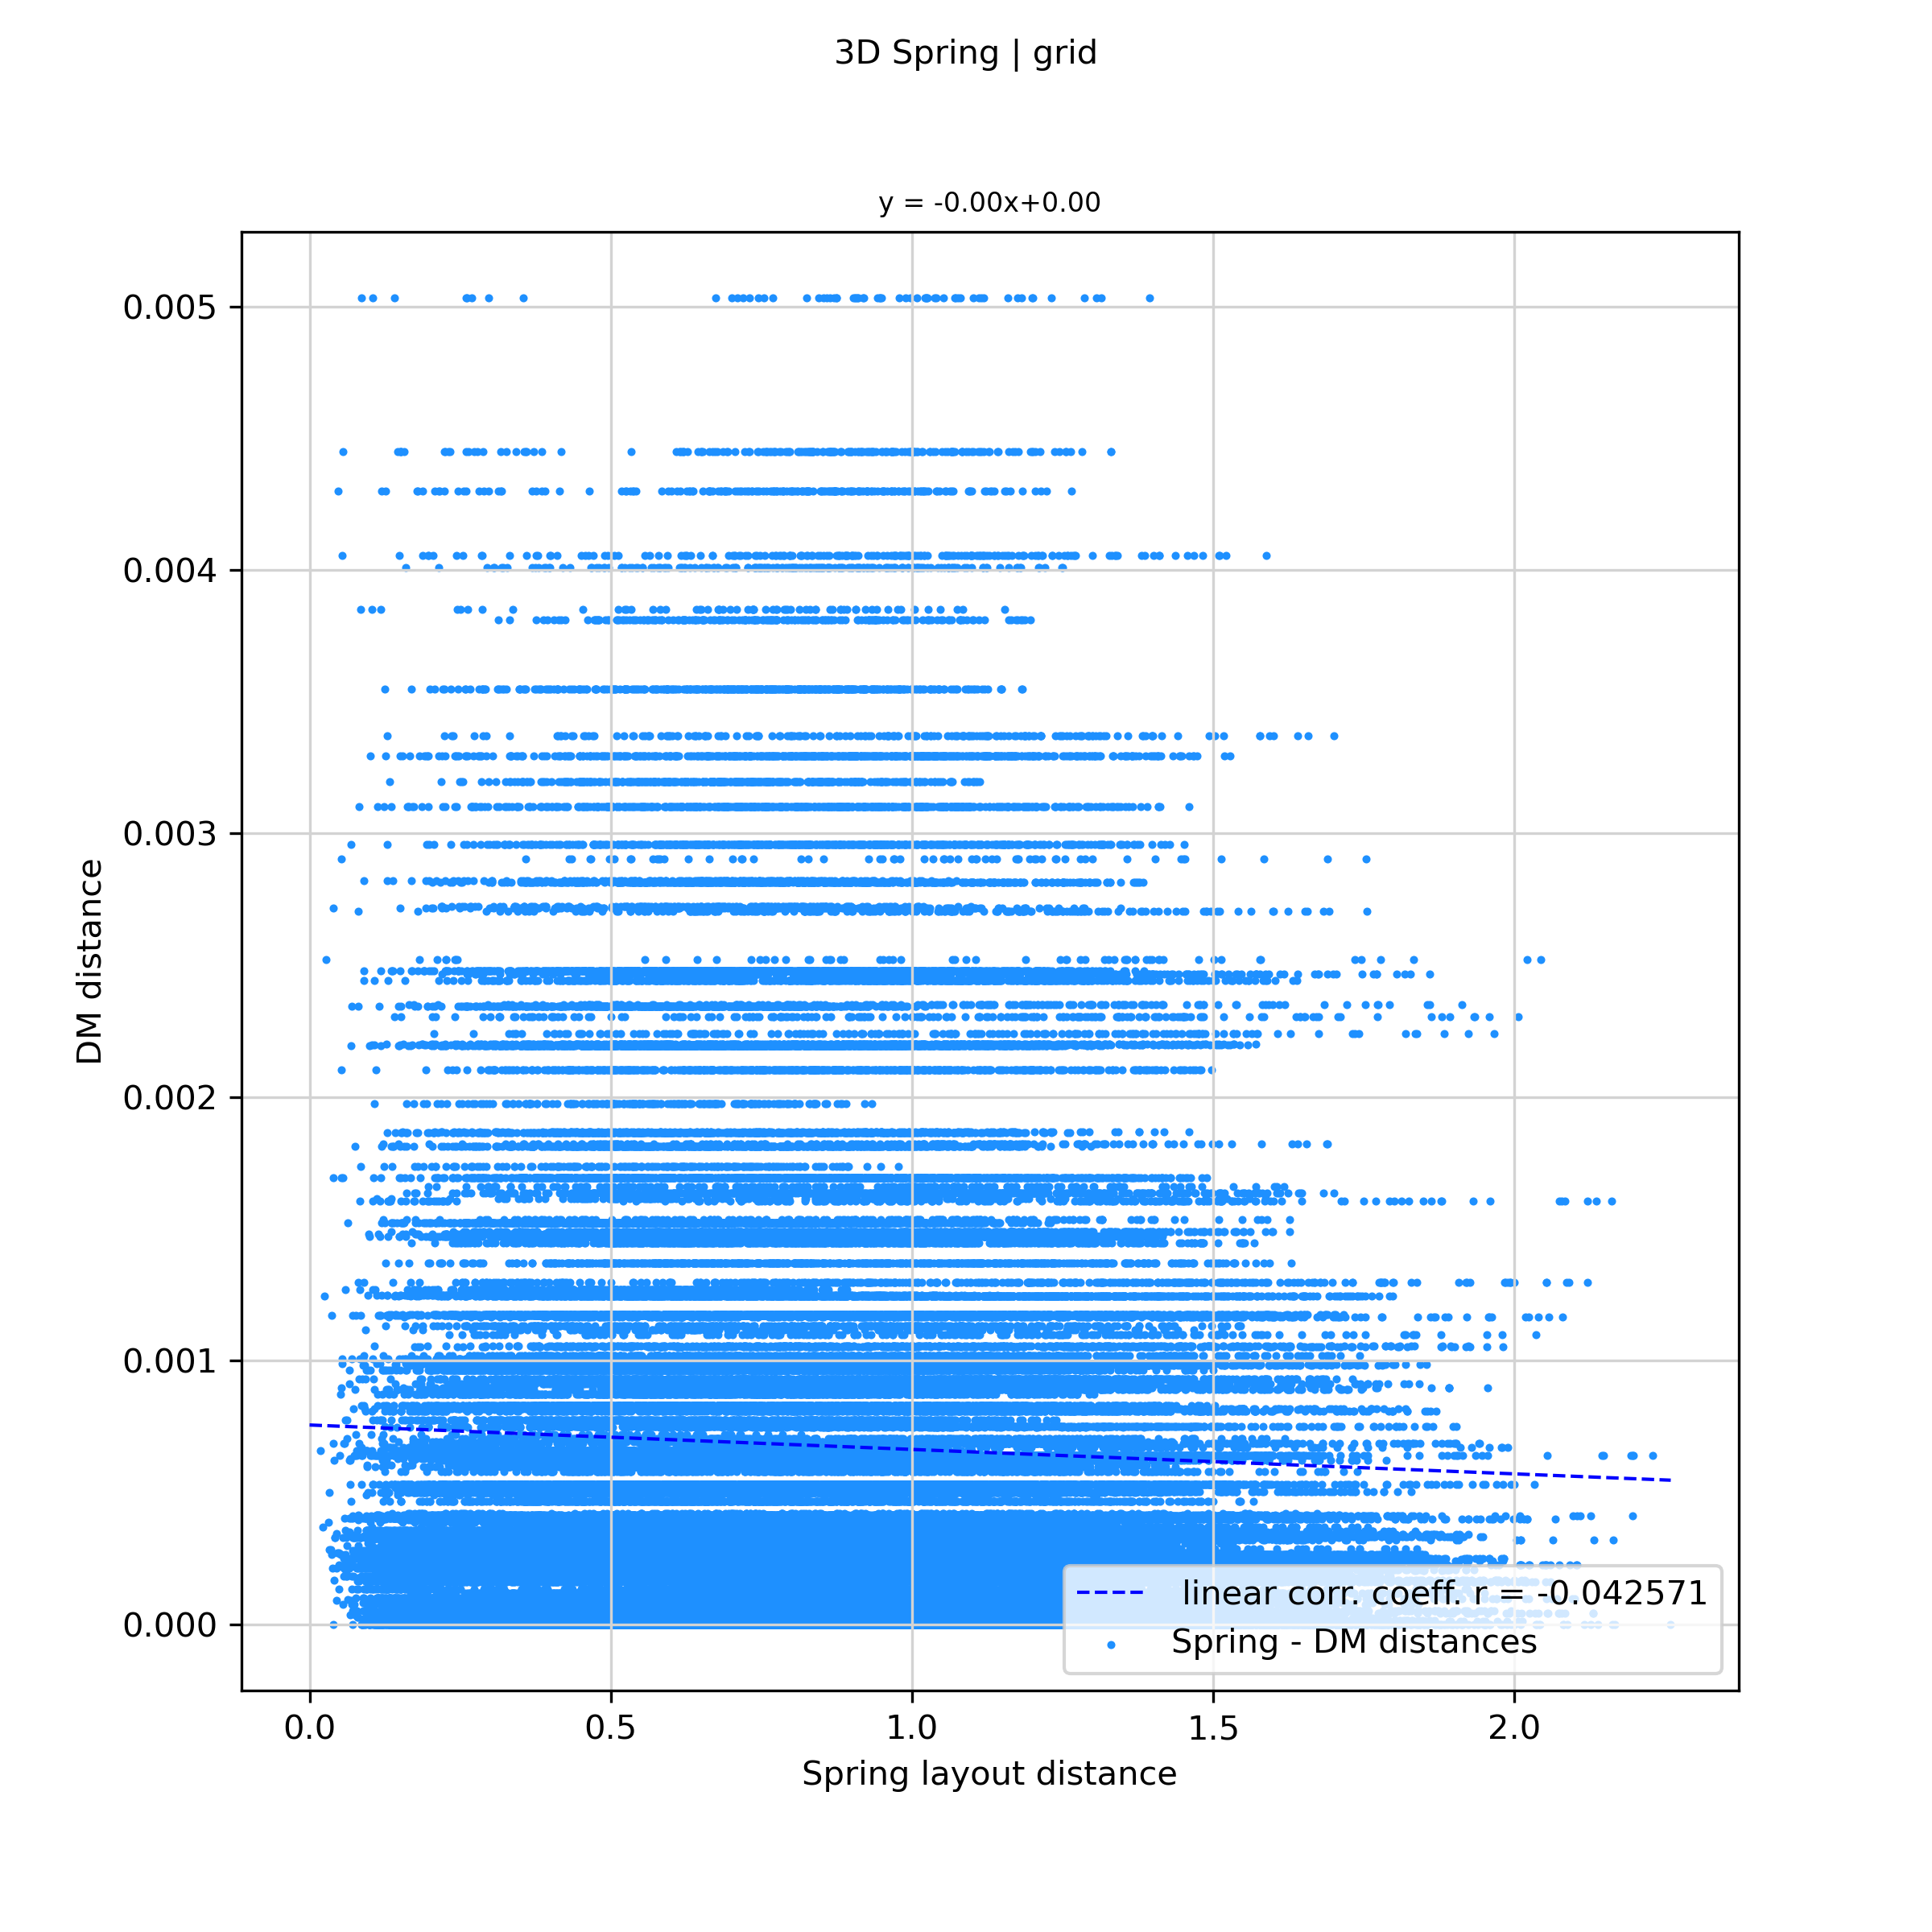 3D Spring | grid
y = -0.00x+0.00
0.005
0.004
0.003
0.002
0.001
0.000
DM distance
linear corr. coeff. r = -0.042571
Spring - DM distances
0.0 0.5 1.0 1.5 2.0
Spring layout distance